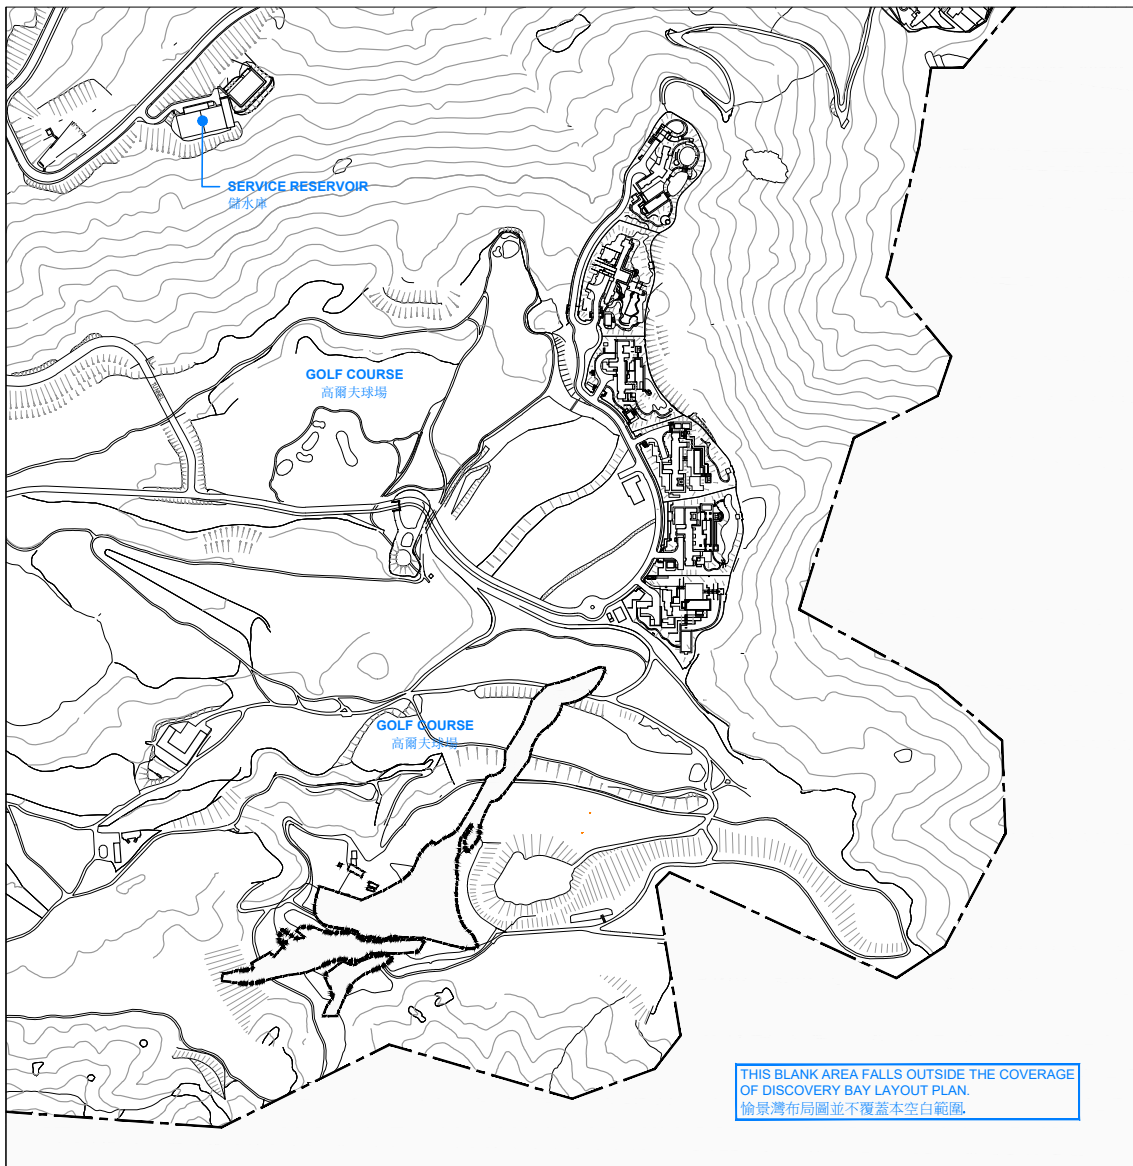 SERVICE RESERVOIR
儲水庫
GOLF COURSE
高爾夫球場
GOLF COURSE
高爾夫球場
THIS BLANK AREA FALLS OUTSIDE THE COVERAGE
OF DISCOVERY BAY LAYOUT PLAN.
愉景灣布局圖並不覆蓋本空白範圍.